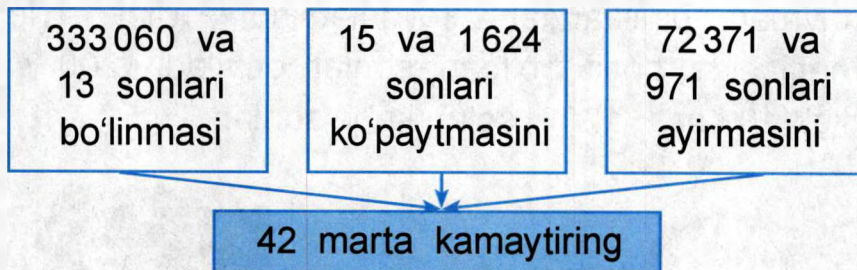 333 060 va
13 sonlari
bo‘linmasi
15 va 1 624
sonlari
ko‘paytmasini
72 371 va
971 sonlari
ayirmasini
42 marta kamaytiring